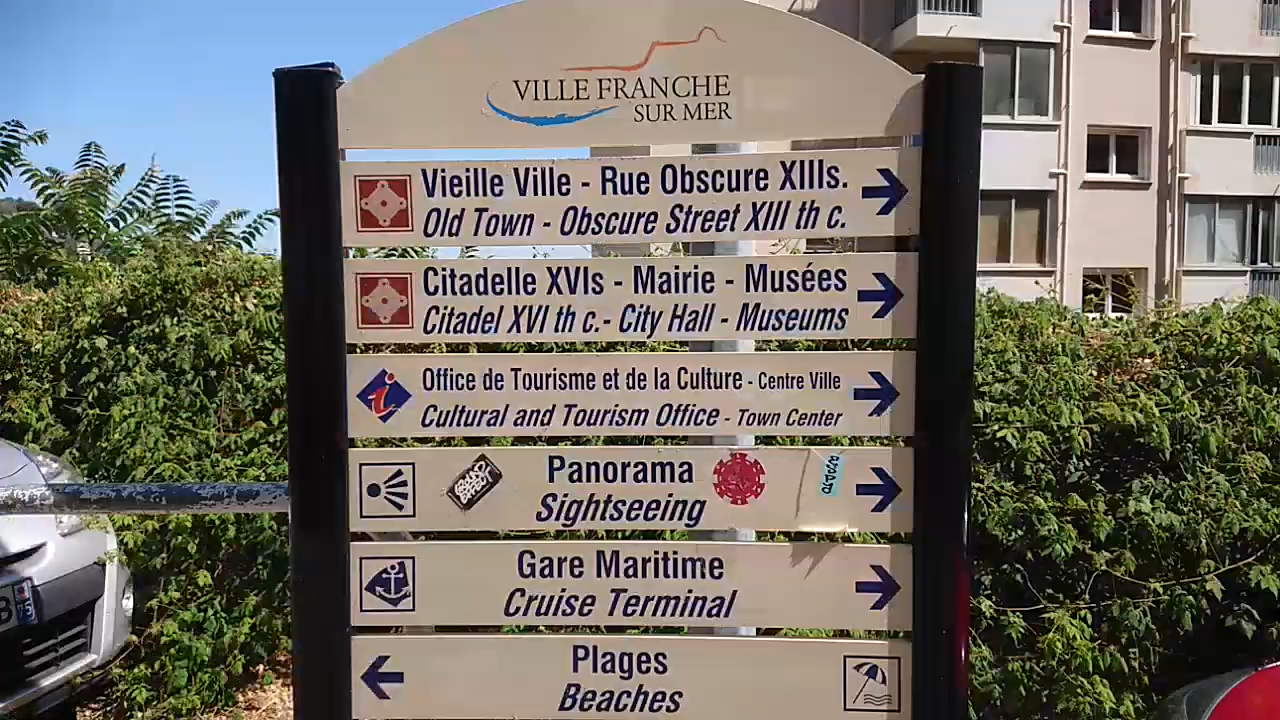 VILLE FRANCHE
SUR MER
Vieille Ville - Rue Obscure XIIIs.
Old Town - Obscure Street XIII th c.
Citadelle XVIs - Mairie - Musées
Citadel XVI th c.- City Hall - Museums
Office de Tourisme et de la Culture - Centre Ville
Cultural and Tourism Office - Town Center
Panorama
Sightseeing
Gare Maritime
Cruise Terminal
Plages
Beaches